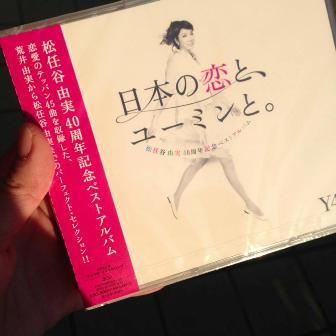 松任谷由実40周年記念ベストアルバム
恋愛のテッパン45曲を収録した、
荒井由実から松任谷由実までのパーフェクト・セレクション!!
日本の恋と、
ユーミンと。
松任谷由実40周年記念ベストアルバム